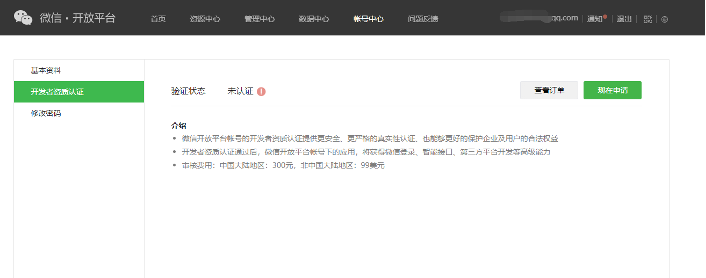 微信·开放平台
首页 资源中心 管理中心 数据中心 帐号中心 问题反馈 qq.com 通知 退出
基本资料
开发者资质认证
修改密码
验证状态 未认证 查看订单 现在申请
介绍
微信开放平台帐号的开发者资质认证提供更安全、更严格的真实性认证、也能够更好的保护企业及用户的合法权益
开发者资质认证通过后，微信开放平台帐号下的应用，将获得微信登录、智能接口、第三方平台开发等高级能力
审核费用：中国大陆地区：300元，非中国大陆地区：99美元